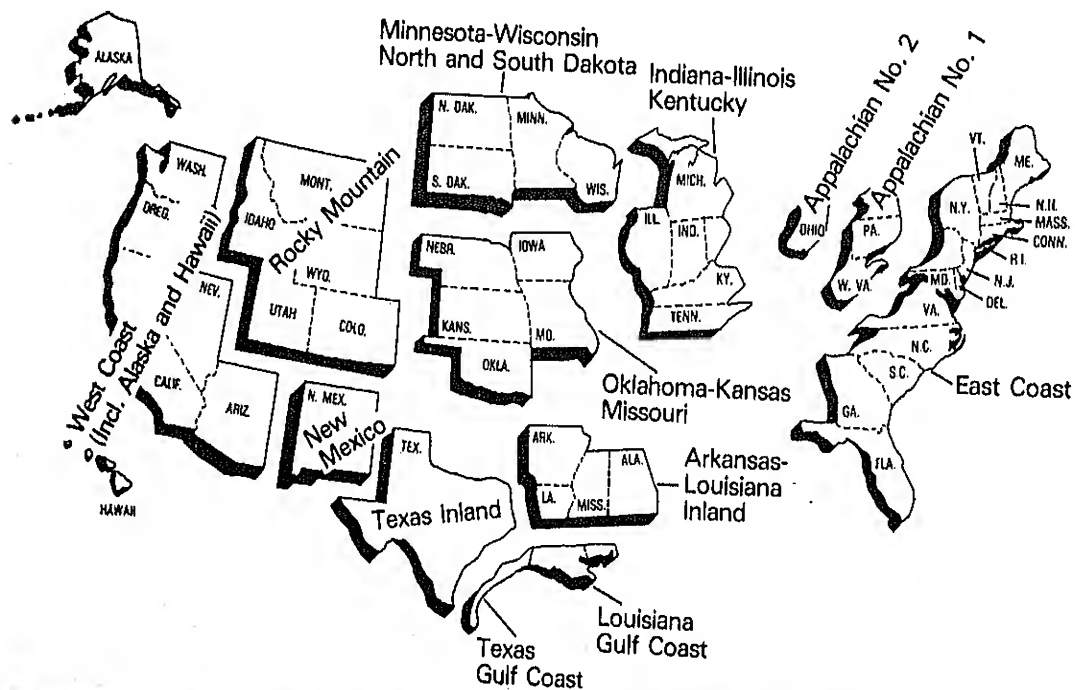 Minnesota-Wisconsin
North and South Dakota
Indiana-Illinois
Kentucky
Appalachian No. 2
Appalachian No. 1
ALASKA
WASH.
OREG.
NEV.
CALIF.
ARIZ.
West Coast
(Incl. Alaska and Hawaii)
HAWAII
MONT.
IDAHO
WYO.
UTAH
COLO.
Rocky Mountain
N. MEX.
New
Mexico
N. DAK.
MINN.
S. DAK.
WIS.
NEBR.
IOWA
KANS.
MO.
OKLA.
Oklahoma-Kansas
Missouri
MICH.
ILL.
IND.
KY.
TENN.
OHIO
PA.
W. VA.
VT.
ME.
N.Y.
N.H.
MASS.
CONN.
R.I.
N.J.
DEL.
MD.
VA.
N.C.
S.C.
GA.
FLA.
East Coast
TEX.
Texas Inland
ARK.
LA.
MISS.
ALA.
Arkansas-
Louisiana
Inland
Louisiana
Gulf Coast
Texas
Gulf Coast